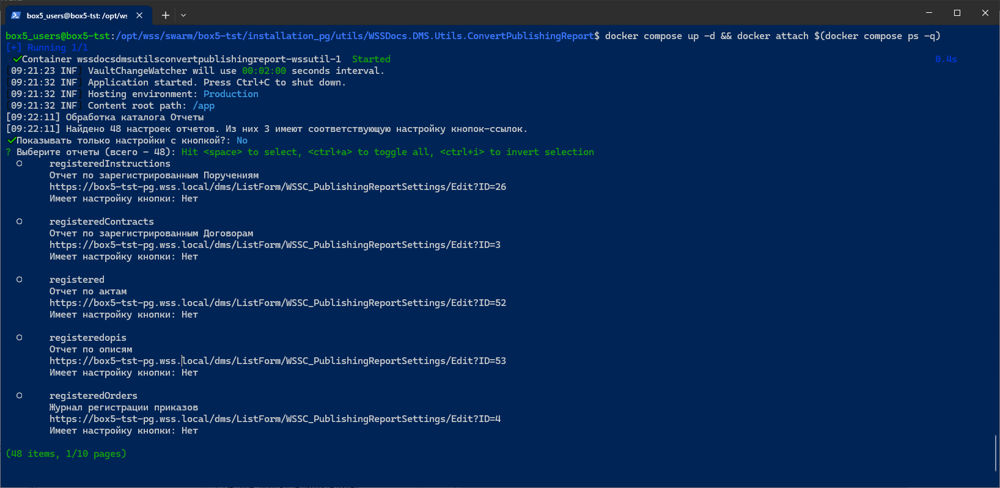 box5_users@box5-tst: /opt/ws
box5_users@box5-tst:/opt/wss/swarm/box5-tst/installation_pg/utils/WSSDocs.DMS.Utils.ConvertPublishingReport$ docker compose up -d && docker attach $(docker compose ps -q)
[+] Running 1/1
✔Container wssdocsdmsutilsconvertpublishingreport-wssutil-1 Started 0.4s
[09:21:23 INF] VaultChangeWatcher will use 00:02:00 seconds interval.
[09:21:32 INF] Application started. Press Ctrl+C to shut down.
[09:21:32 INF] Hosting environment: Production
[09:21:32 INF] Content root path: /app
[09:22:11] Обработка каталога Отчеты
[09:22:11] Найдено 48 настроек отчетов. Из них 3 имеют соответствующую настройку кнопок-ссылок.
✔Показывать только настройки с кнопкой?: No
? Выберите отчеты (всего - 48): Hit <space> to select, <ctrl+a> to toggle all, <ctrl+i> to invert selection
registeredInstructions
Отчет по зарегистрированным Поручениям
https://box5-tst-pg.wss.local/dms/ListForm/WSSC_PublishingReportSettings/Edit?ID=26
Имеет настройку кнопки: Нет
registeredContracts
Отчет по зарегистрированным Договорам
https://box5-tst-pg.wss.local/dms/ListForm/WSSC_PublishingReportSettings/Edit?ID=3
Имеет настройку кнопки: Нет
registered
Отчет по актам
https://box5-tst-pg.wss.local/dms/ListForm/WSSC_PublishingReportSettings/Edit?ID=52
Имеет настройку кнопки: Нет
registeredopis
Отчет по описям
https://box5-tst-pg.wss.local/dms/ListForm/WSSC_PublishingReportSettings/Edit?ID=53
Имеет настройку кнопки: Нет
registeredOrders
Журнал регистрации приказов
https://box5-tst-pg.wss.local/dms/ListForm/WSSC_PublishingReportSettings/Edit?ID=4
Имеет настройку кнопки: Нет
(48 items, 1/10 pages)